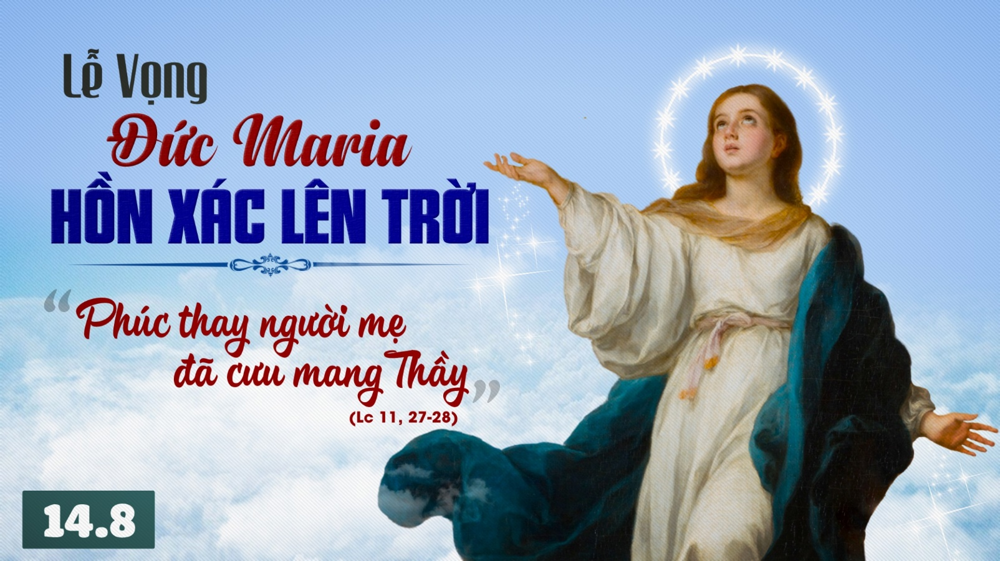 Lễ Vọng
Đức Maria
HỒN XÁC LÊN TRỜI
“Phúc thay người mẹ
đã cưu mang Thầy”
(Lc 11, 27-28)
14.8